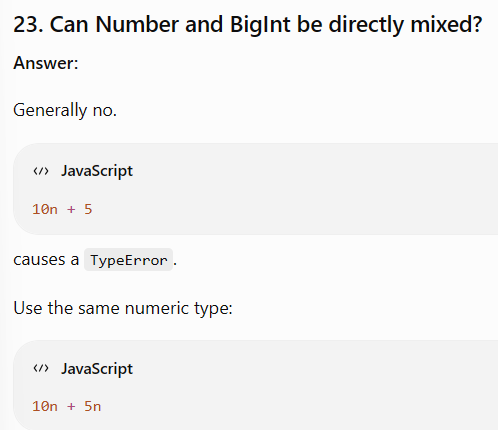 23. Can Number and BigInt be directly mixed?
Answer:
Generally no.
</> JavaScript
10n + 5
causes a TypeError.
Use the same numeric type:
</> JavaScript
10n + 5n